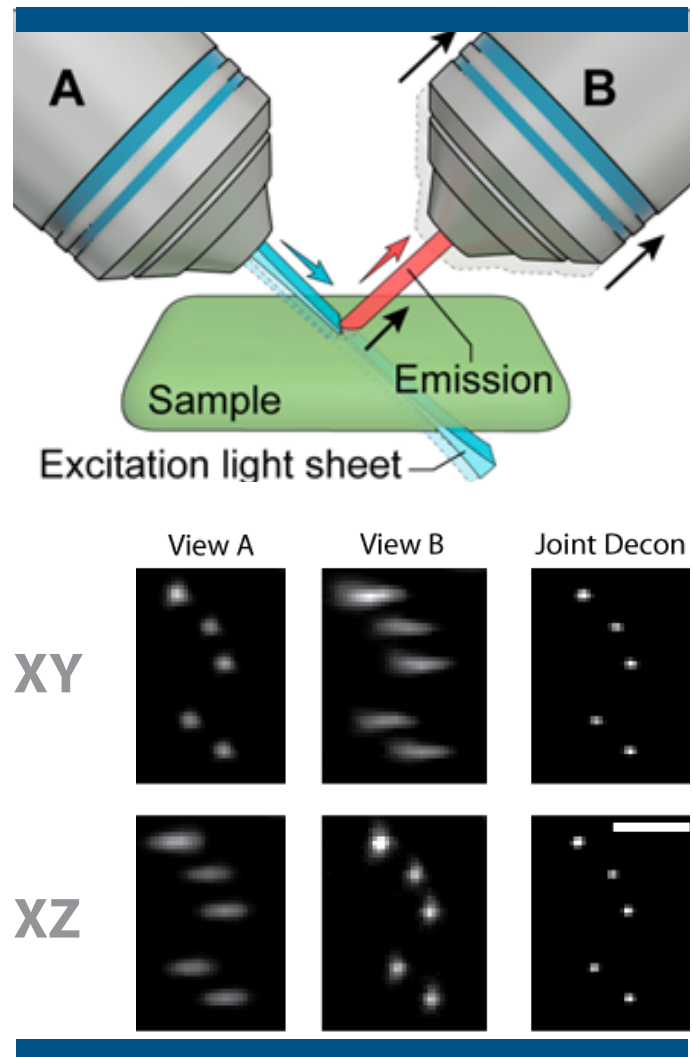 A
B
Emission
Sample
Excitation light sheet
View A View B Joint Decon
XY
XZ